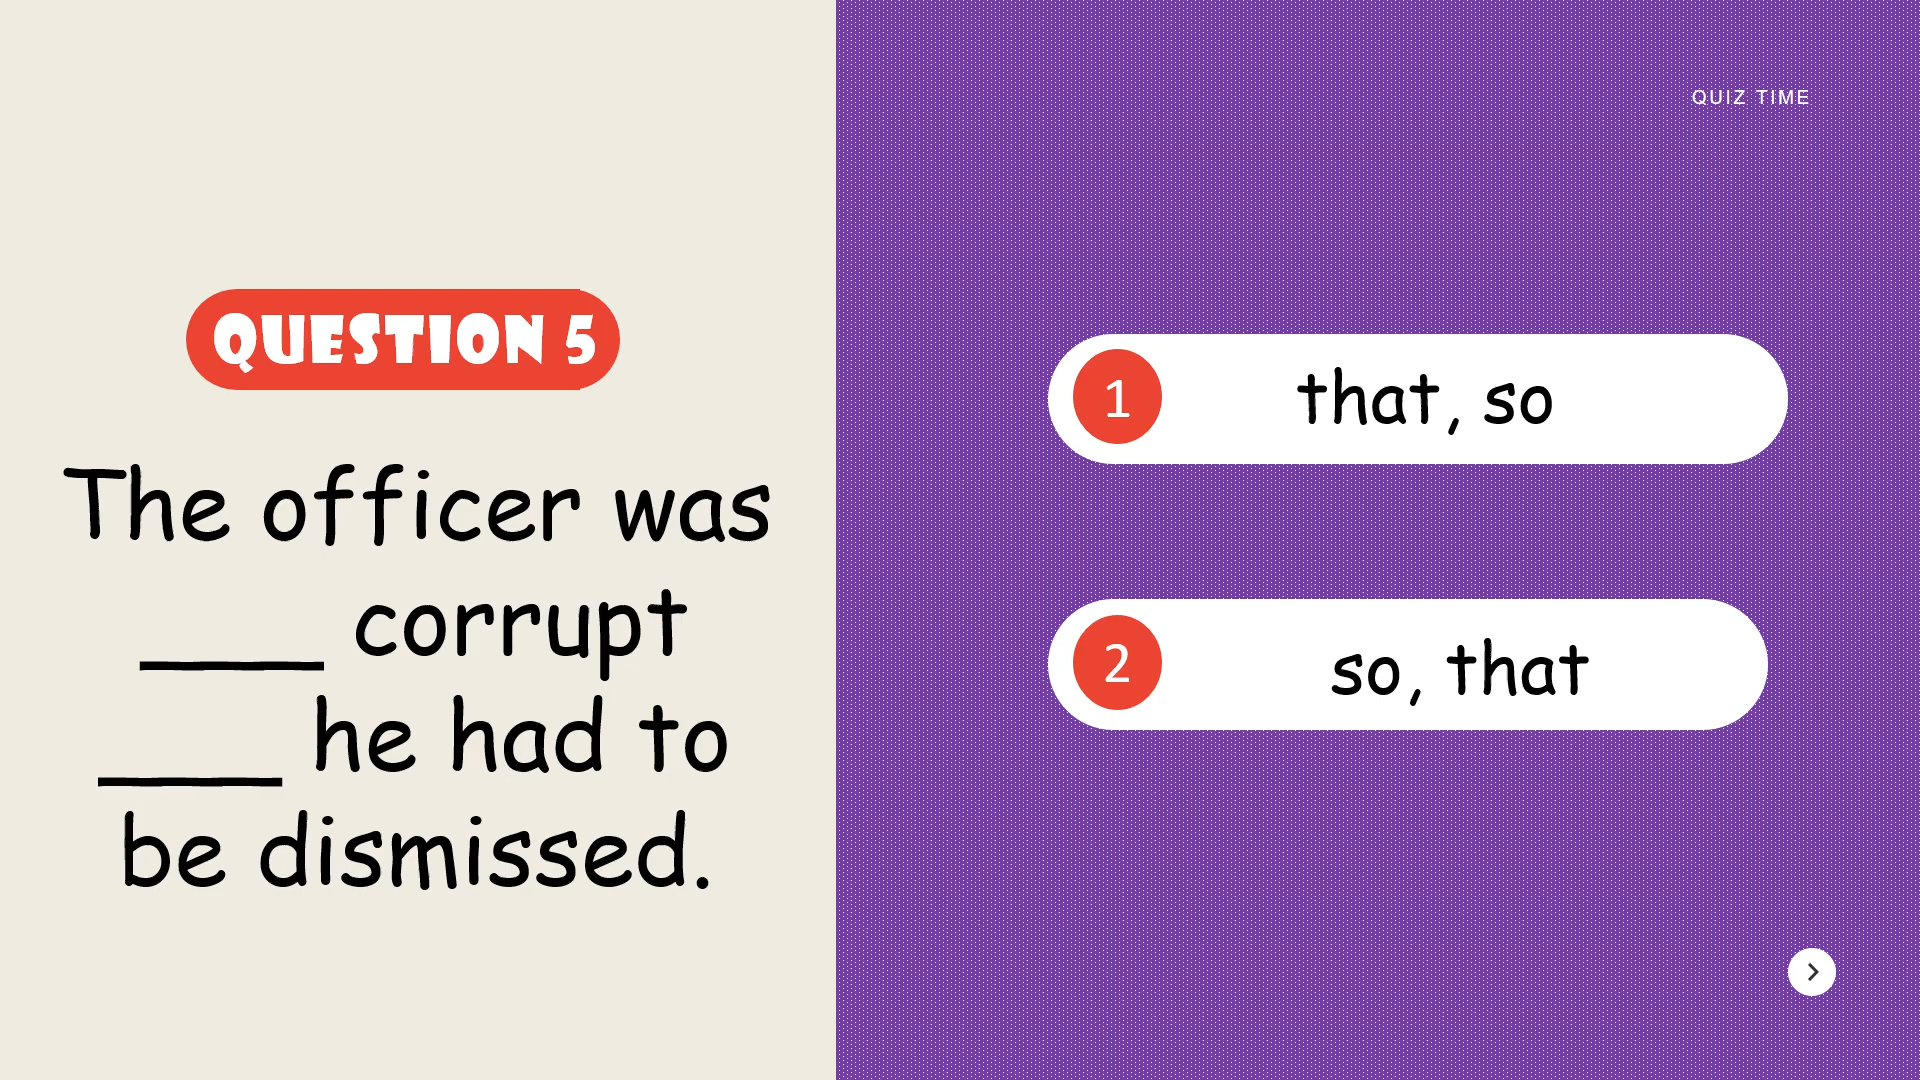 QUIZ TIME
QUESTION 5
The officer was
____ corrupt
____ he had to
be dismissed.
1 that, so
2 so, that